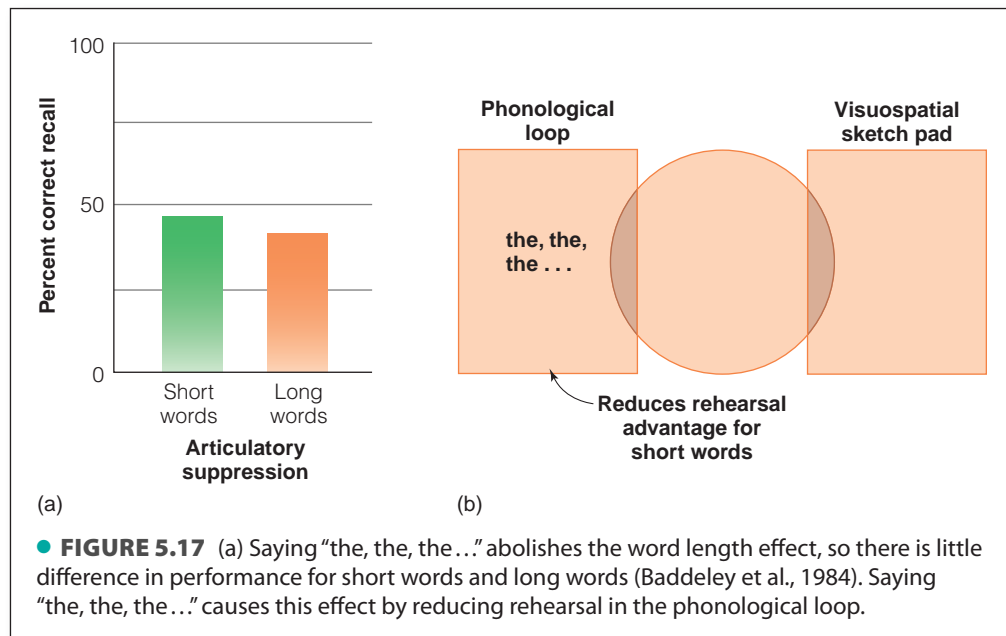 100
50
0
Percent correct recall
Short
words
Long
words
Articulatory
suppression
(a)
Phonological
loop
Visuospatial
sketch pad
the, the,
the . . .
Reduces rehearsal
advantage for
short words
(b)
● FIGURE 5.17 (a) Saying “the, the, the …” abolishes the word length effect, so there is little
difference in performance for short words and long words (Baddeley et al., 1984). Saying
“the, the, the …” causes this effect by reducing rehearsal in the phonological loop.